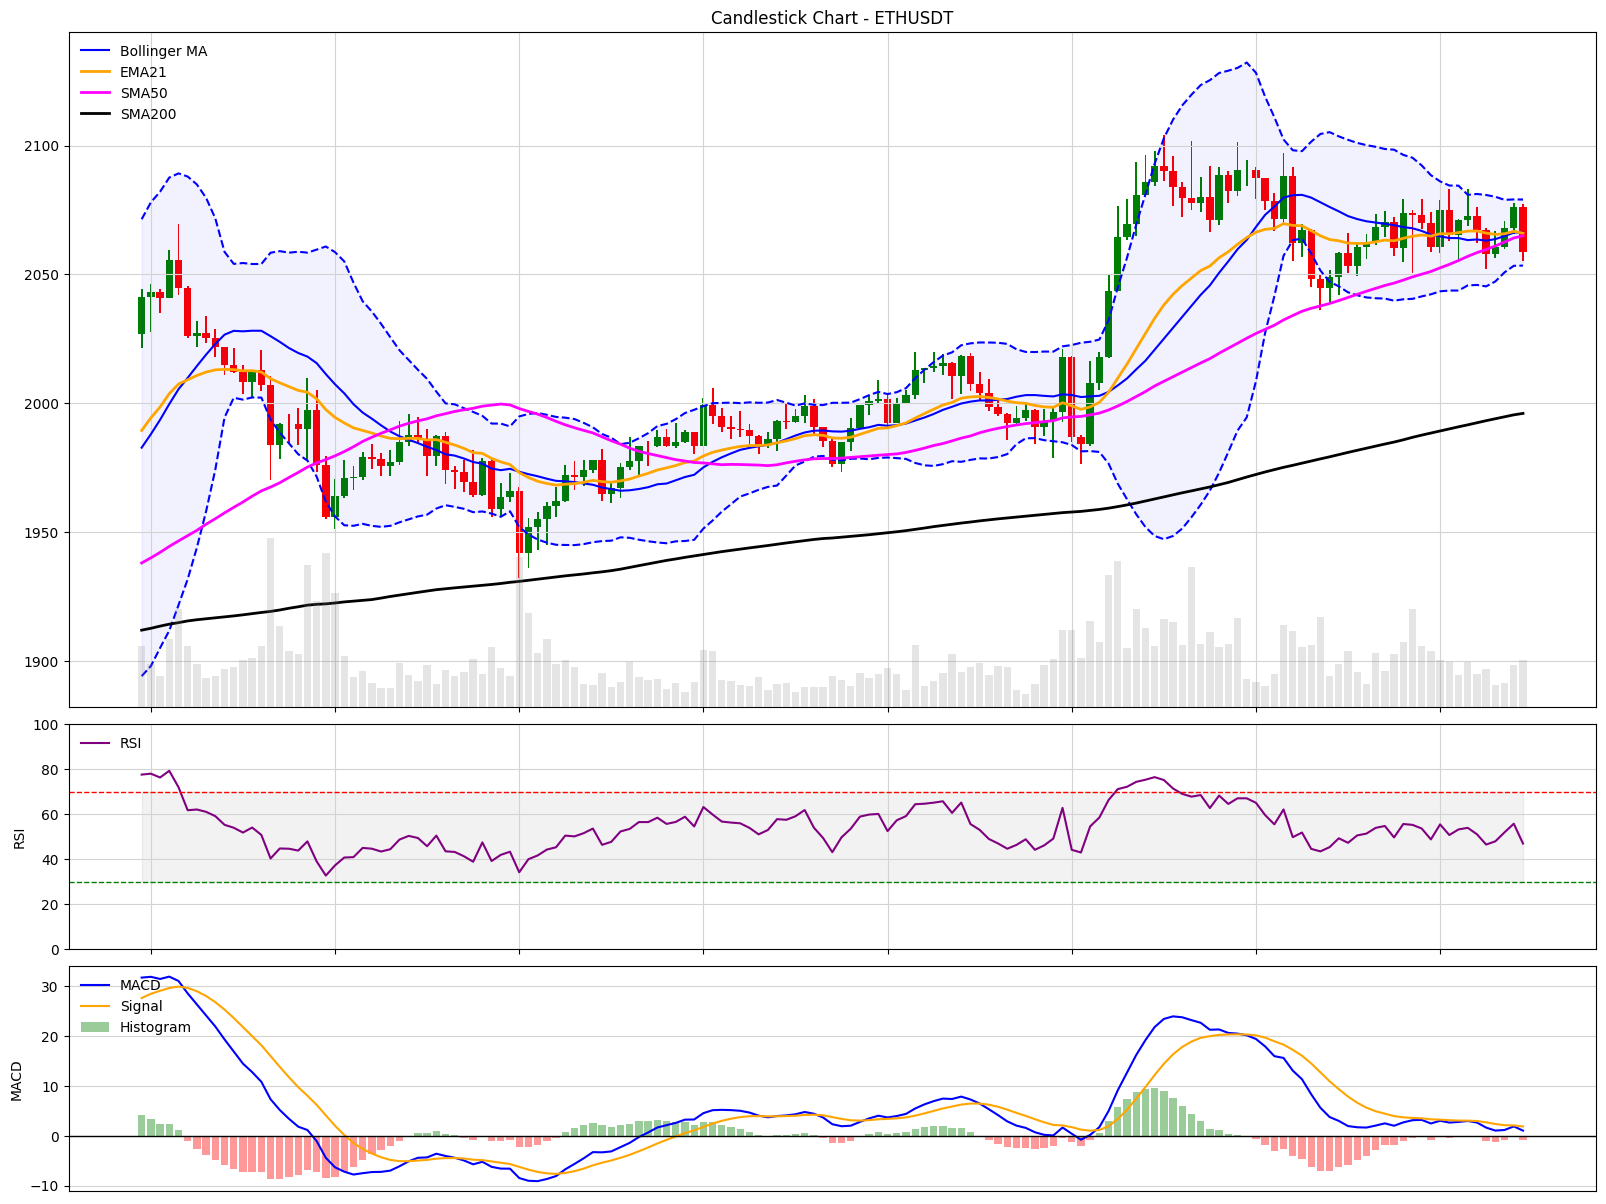 Candlestick Chart - ETHUSDT
Bollinger MA
EMA21
SMA50
SMA200
2100
2050
2000
1950
1900
100
80
60
40
20
0
RSI
RSI
30
20
10
0
−10
MACD
MACD
Signal
Histogram